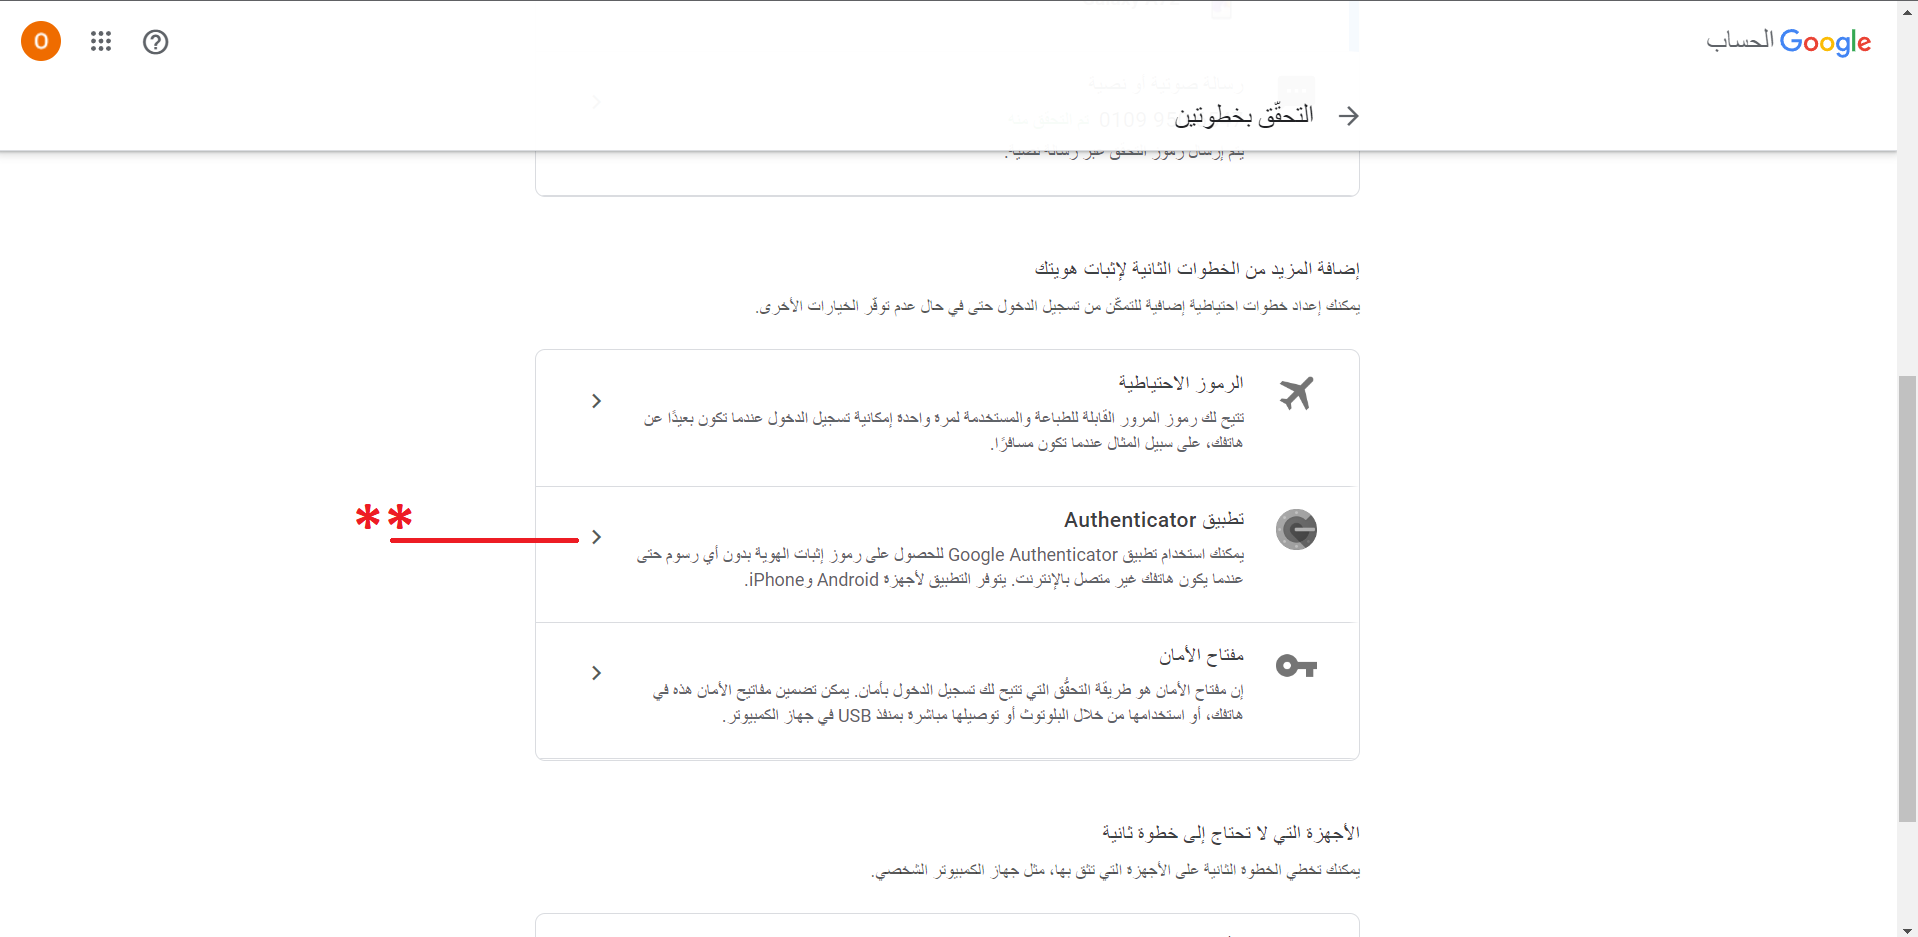 الحساب Google
O
التحقّق بخطوتين
يتم إرسال رموز التحقق عبر رسالة نصية.
إضافة المزيد من الخطوات الثانية لإثبات هويتك
يمكنك إعداد خطوات احتياطية إضافية للتمكّن من تسجيل الدخول حتى في حال عدم توفّر الخيارات الأخرى.
الرموز الاحتياطية
تتيح لك رموز المرور القابلة للطباعة والمستخدمة لمرة واحدة إمكانية تسجيل الدخول عندما تكون بعيدًا عن
هاتفك، على سبيل المثال عندما تكون مسافرًا.
**
تطبيق Authenticator
يمكنك استخدام تطبيق Google Authenticator للحصول على رموز إثبات الهوية بدون أي رسوم حتى
عندما يكون هاتفك غير متصل بالإنترنت. يتوفر التطبيق لأجهزة Android وiPhone.
مفتاح الأمان
إن مفتاح الأمان هو طريقة التحقُّق التي تتيح لك تسجيل الدخول بأمان. يمكن تضمين مفاتيح الأمان هذه في
هاتفك، أو استخدامها من خلال البلوتوث أو توصيلها مباشرة بمنفذ USB في جهاز الكمبيوتر.
الأجهزة التي لا تحتاج إلى خطوة ثانية
يمكنك تخطي الخطوة الثانية على الأجهزة التي تثق بها، مثل جهاز الكمبيوتر الشخصي.